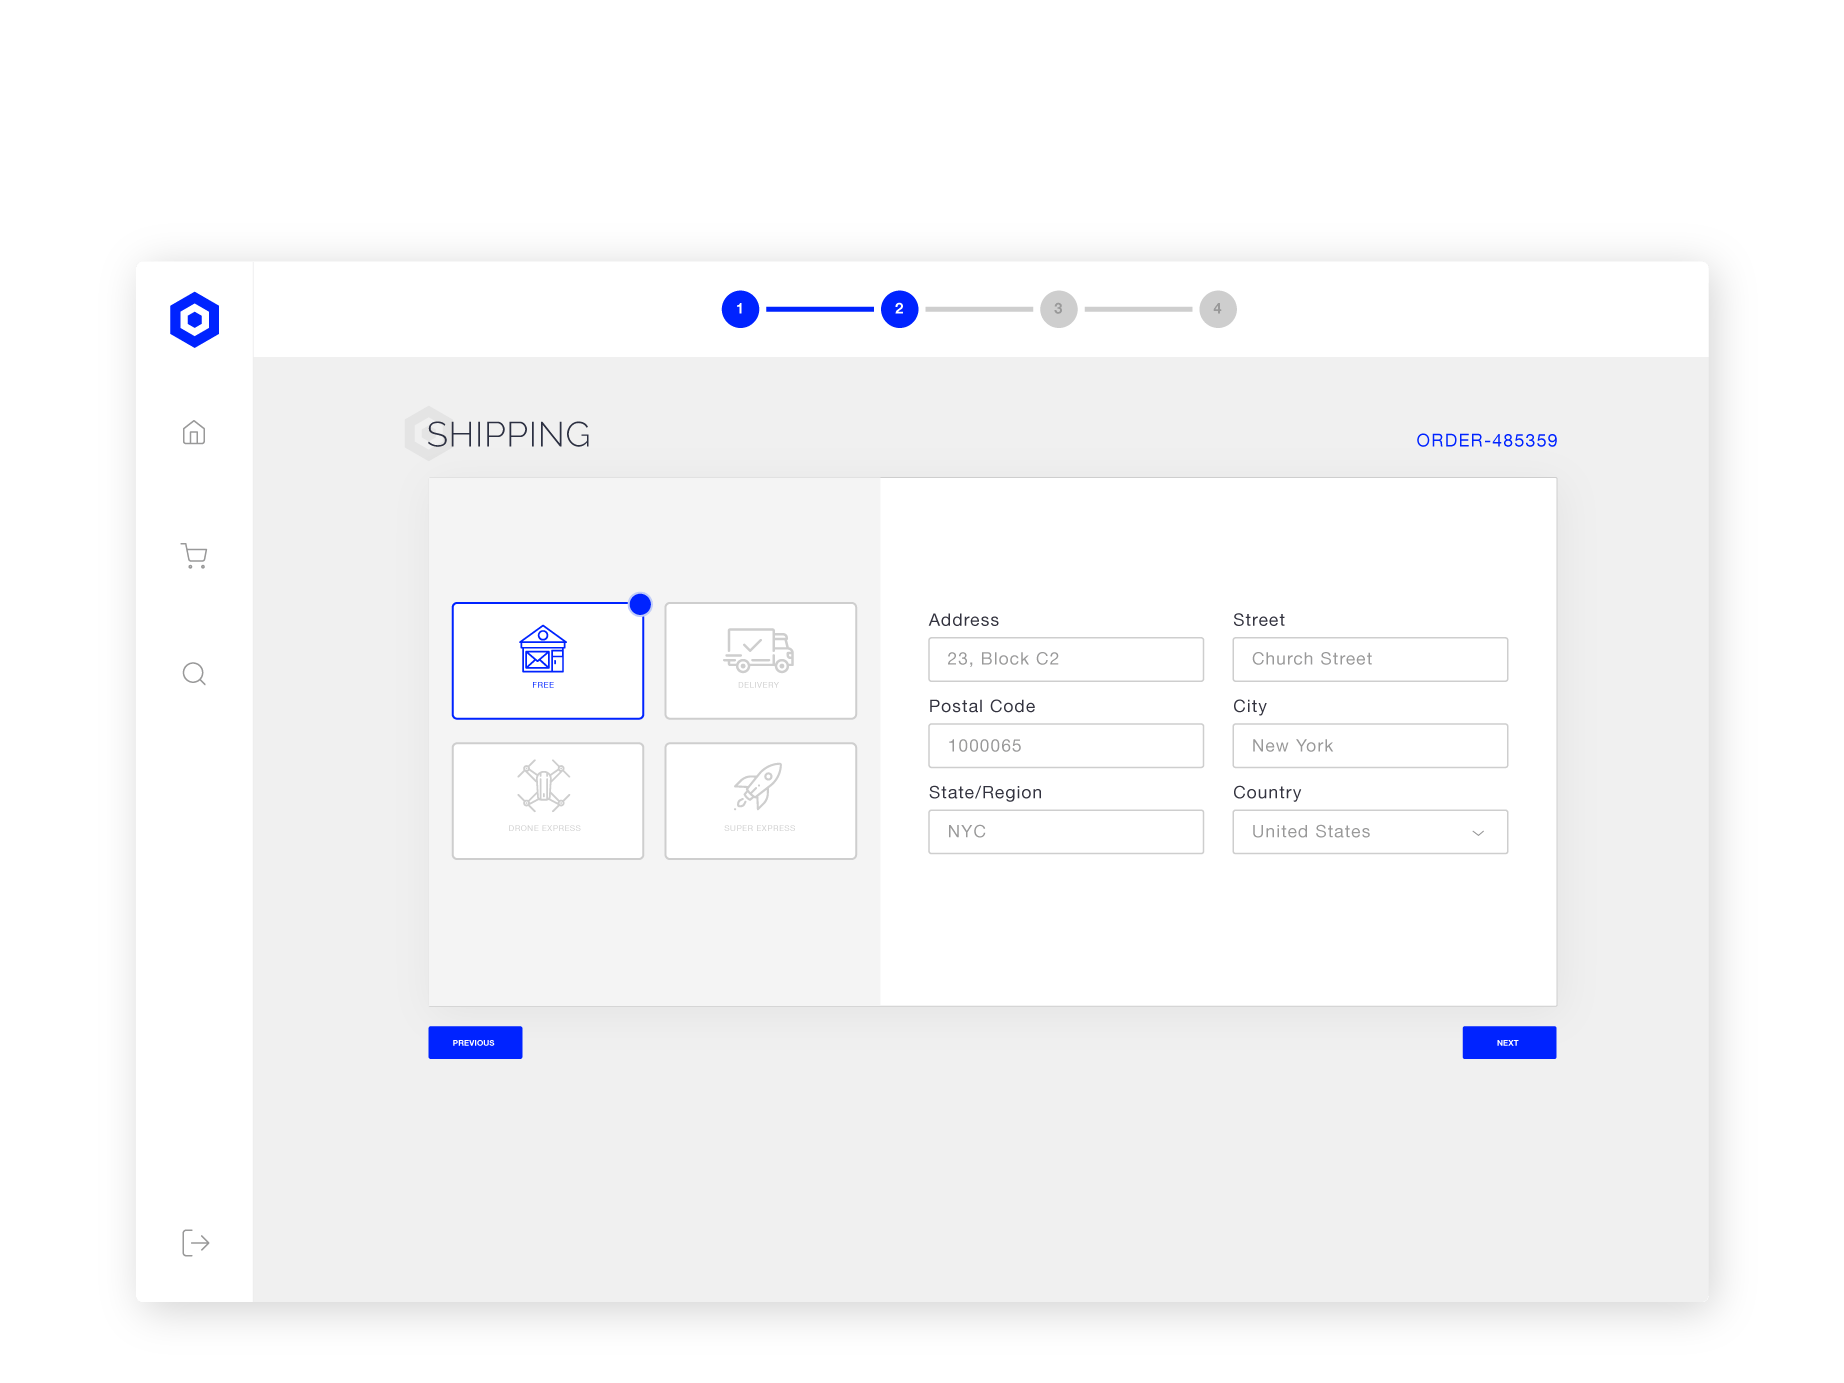 1 2 3 4
SHIPPING
ORDER-485359
FREE
DELIVERY
DRONE EXPRESS
SUPER EXPRESS
Address
23, Block C2
Street
Church Street
Postal Code
1000065
City
New York
State/Region
NYC
Country
United States
PREVIOUS
NEXT